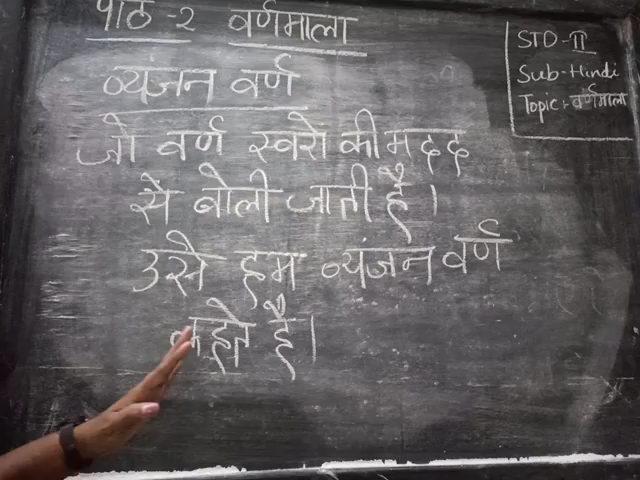 पाठ -2 वर्णमाला
व्यंजन वर्ण
जो वर्ण स्वरो की मदद
से बोली जाती है।
उसे हम व्यंजन वर्ण
कहते है।
STD-II
Sub-Hindi
Topic:- वर्णमाला